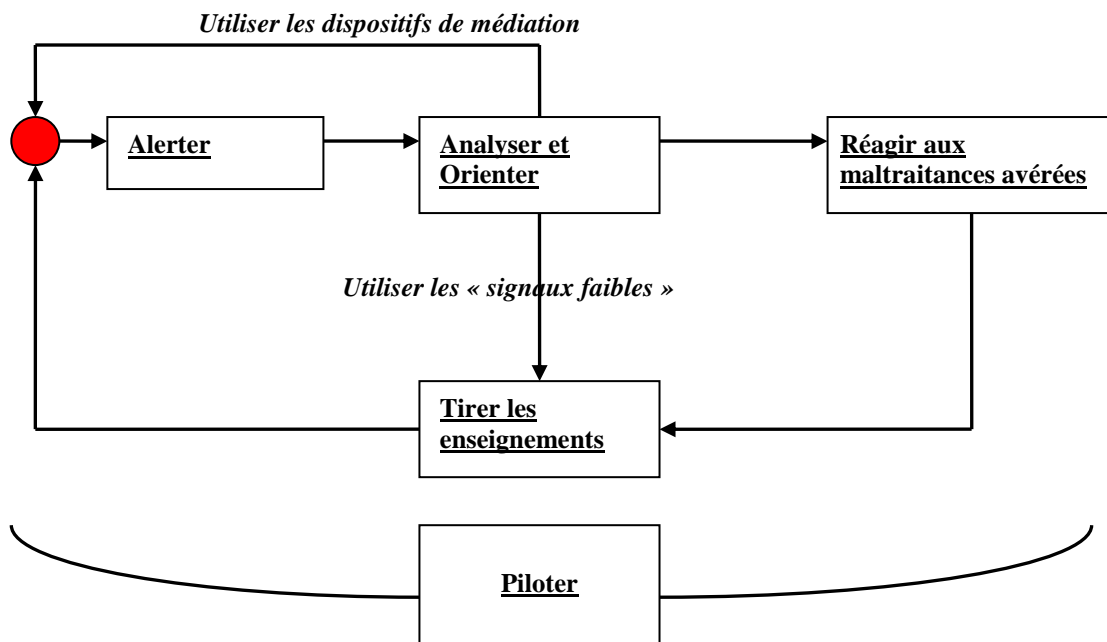 Utiliser les dispositifs de médiation
Alerter
Analyser et
Orienter
Réagir aux
maltraitances avérées
Utiliser les « signaux faibles »
Tirer les
enseignements
Piloter